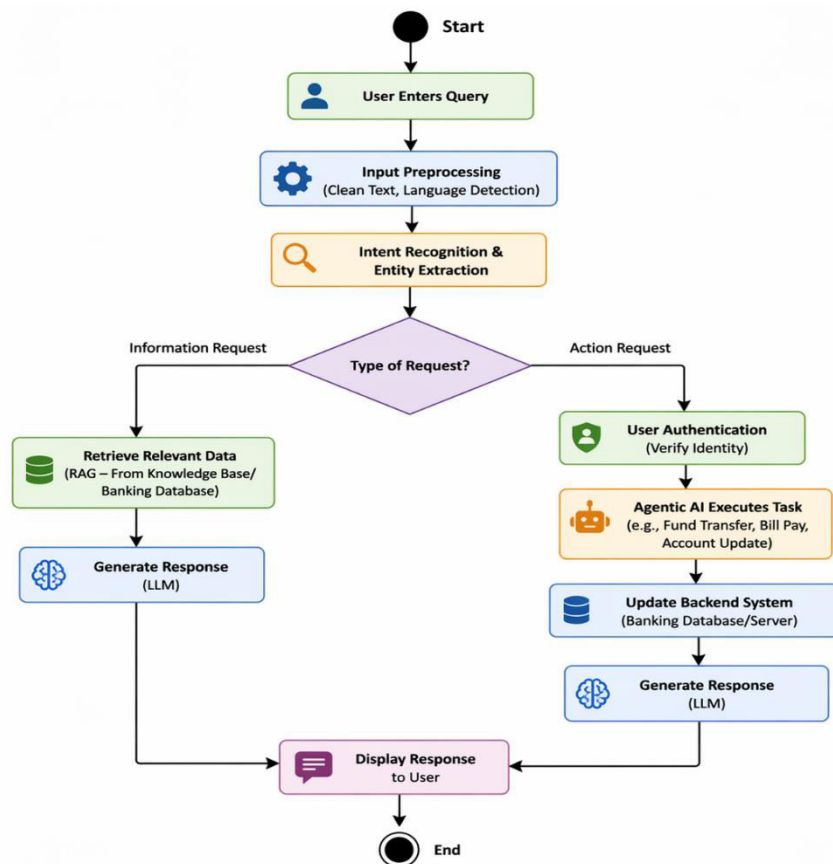 Start
User Enters Query
Input Preprocessing
(Clean Text, Language Detection)
Intent Recognition &
Entity Extraction
Type of Request?
Information Request
Retrieve Relevant Data
(RAG – From Knowledge Base/
Banking Database)
Generate Response
(LLM)
Action Request
User Authentication
(Verify Identity)
Agentic AI Executes Task
(e.g., Fund Transfer, Bill Pay,
Account Update)
Update Backend System
(Banking Database/Server)
Generate Response
(LLM)
Display Response
to User
End